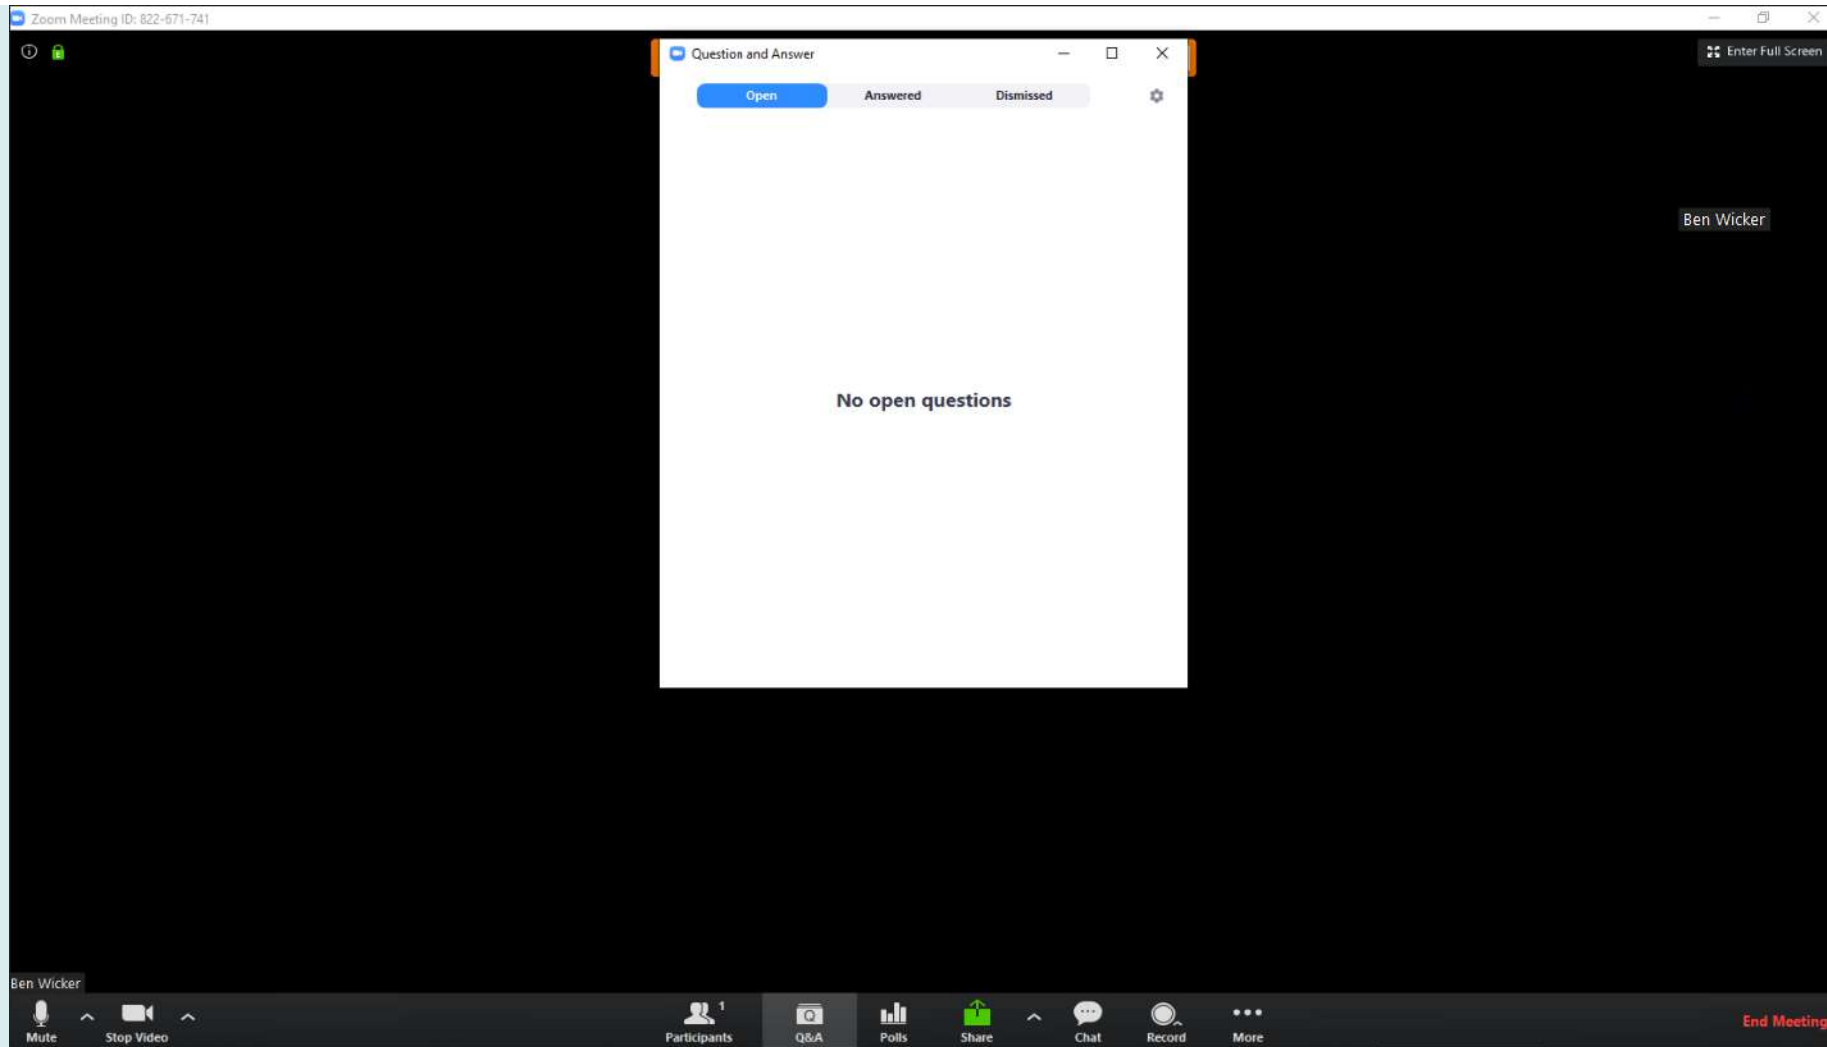 Zoom Meeting ID: 822-671-741
Question and Answer
Enter Full Screen
Open
Answered
Dismissed
Ben Wicker
No open questions
Ben Wicker
Mute
Stop Video
Participants
1
Q
Q&A
Polls
Share
Chat
Record
More
End Meeting